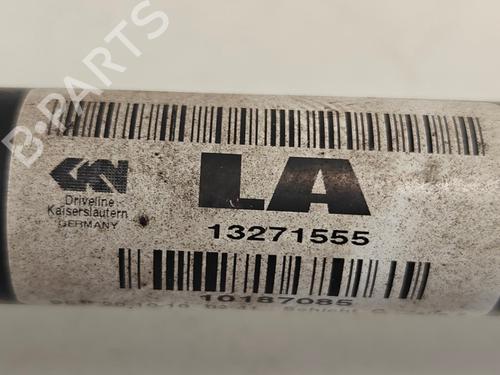 B-PARTS
GKN
Driveline
Kaiserslautern
GERMANY
LA
13271555
10187085